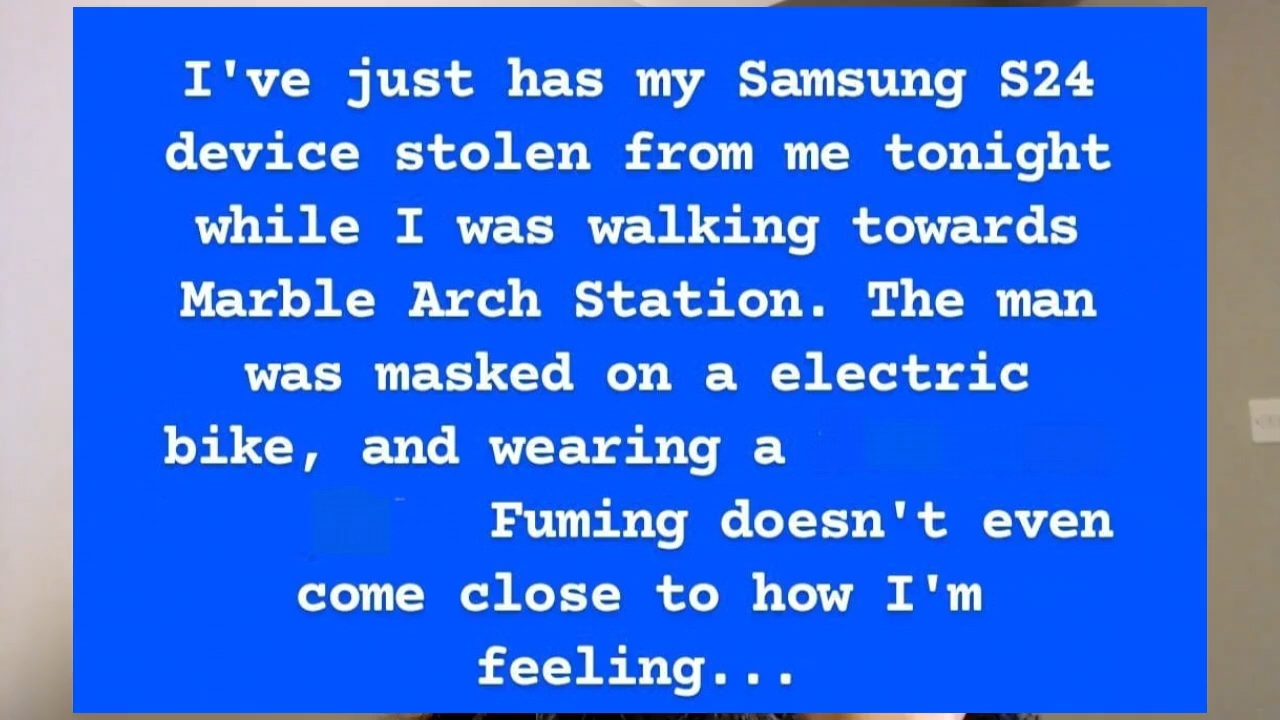 I've just has my Samsung S24
device stolen from me tonight
while I was walking towards
Marble Arch Station. The man
was masked on a electric
bike, and wearing a
Fuming doesn't even
come close to how I'm
feeling...